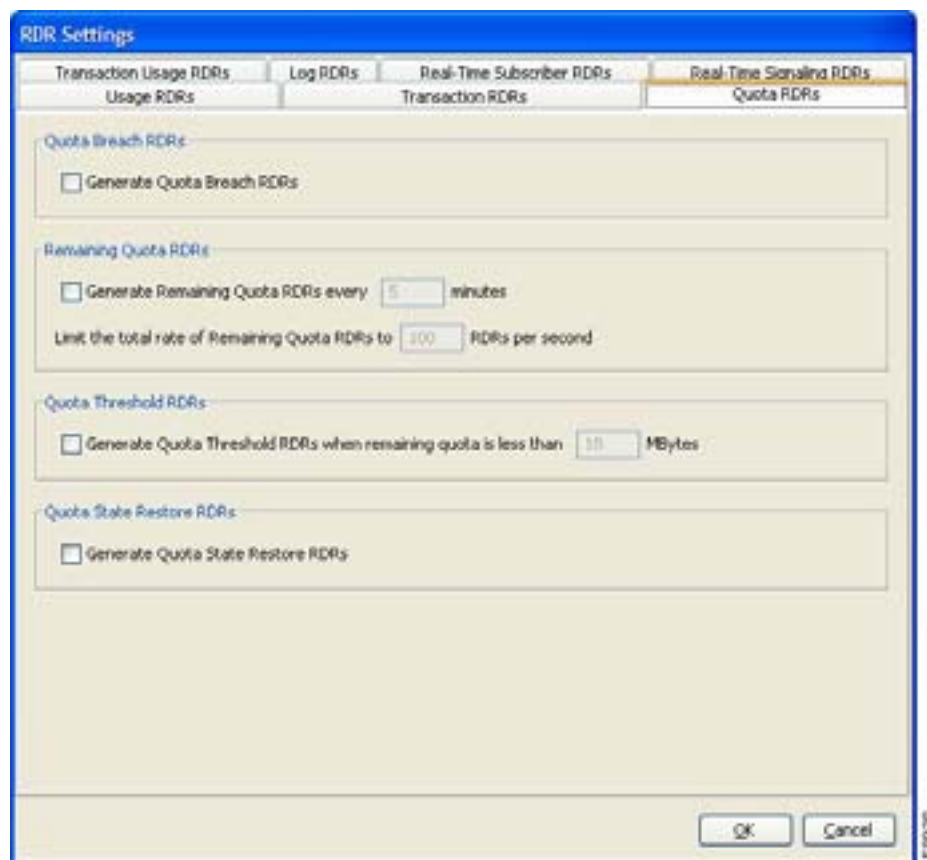 RDR Settings
Transaction Usage RDRs Log RDRs Real-Time Subscriber RDRs Real-Time Signaling RDRs
Usage RDRs Transaction RDRs Quota RDRs
Quota Breach RDRs
Generate Quota Breach RDRs
Remaining Quota RDRs
Generate Remaining Quota RDRs every 5 minutes
Limit the total rate of Remaining Quota RDRs to 100 RDRs per second
Quota Threshold RDRs
Generate Quota Threshold RDRs when remaining quota is less than MBytes
Quota State Restore RDRs
Generate Quota State Restore RDRs
OK Cancel